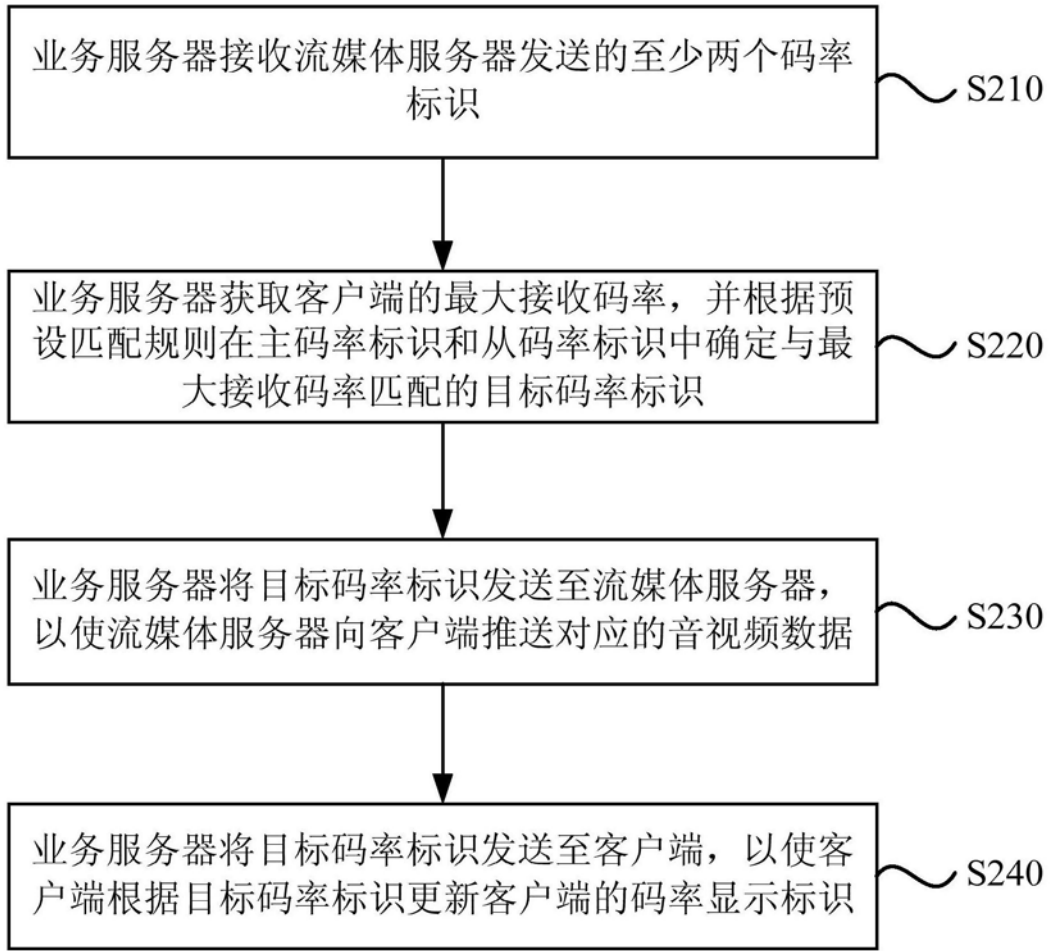 业务服务器接收流媒体服务器发送的至少两个码率
标识
S210
业务服务器获取客户端的最大接收码率，并根据预
设匹配规则在主码率标识和从码率标识中确定与最
大接收码率匹配的目标码率标识
S220
业务服务器将目标码率标识发送至流媒体服务器，
以使流媒体服务器向客户端推送对应的音视频数据
S230
业务服务器将目标码率标识发送至客户端，以使客
户端根据目标码率标识更新客户端的码率显示标识
S240